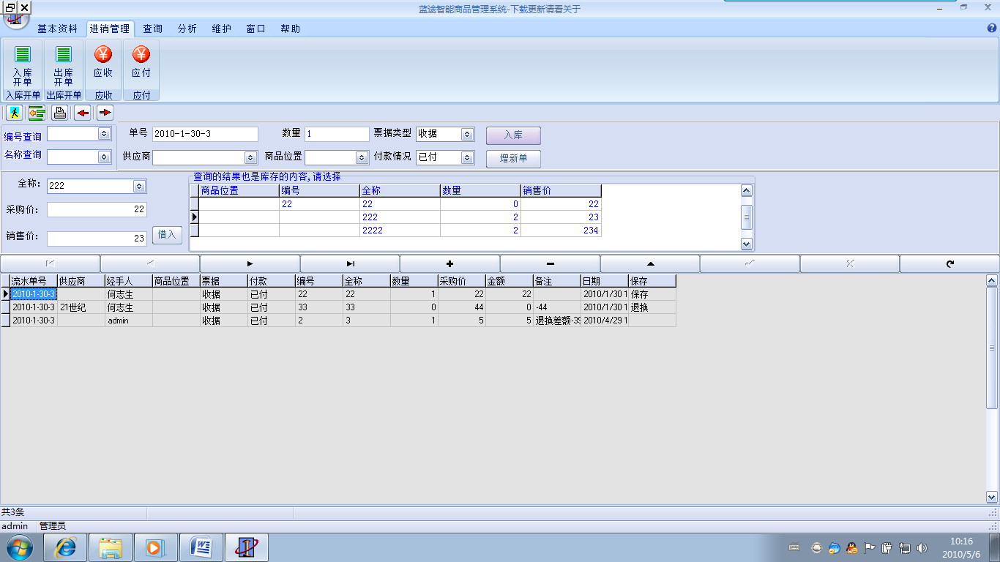 蓝途智能商品管理系统-下载更新请看关于
基本资料 进销管理 查询 分析 维护 窗口 帮助
入库开单 出库开单 应收 应付
入库开单 出库开单 应收 应付
编号查询 单号 2010-1-30-3 数量 1 票据类型 收据 入库
名称查询 供应商 商品位置 付款情况 已付 增新单
全称: 222
采购价: 22
销售价: 23 借入
查询的结果也是库存的内容,请选择
商品位置 编号 全称 数量 销售价
22 22 0 22
222 2 23
2222 2 234
流水单号 供应商 经手人 商品位置 票据 付款 编号 全称 数量 采购价 金额 备注 日期 保存
2010-1-30-3 何志生 收据 已付 22 22 1 22 22 2010/1/30 1 保存
2010-1-30-3 21世纪 何志生 收据 已付 33 33 0 44 0 -44 2010/1/30 1 退换
2010-1-30-3 admin 收据 已付 2 3 1 5 5 退换差额-39 2010/4/29 1
共3条
admin 管理员
10:16
2010/5/6